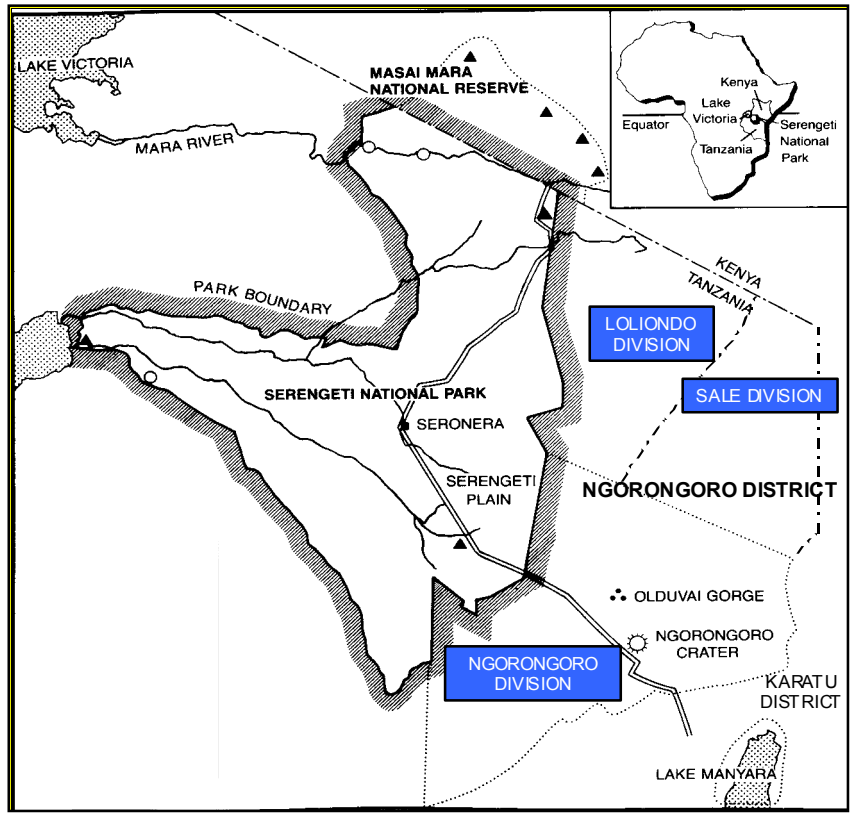 LAKE VICTORIA
MASAI MARA
NATIONAL RESERVE
MARA RIVER
Kenya
Lake
Victoria
Equator
Serengeti
National
Park
Tanzania
KENYA
TANZANIA
PARK BOUNDARY
LOLIONDO
DIVISION
SALE DIVISION
SERENGETI NATIONAL PARK
SERONERA
SERENGETI
PLAIN
NGORONGORO DISTRICT
OLDUVAI GORGE
NGORONGORO
CRATER
NGORONGORO
DIVISION
KARATU
DISTRICT
LAKE MANYARA